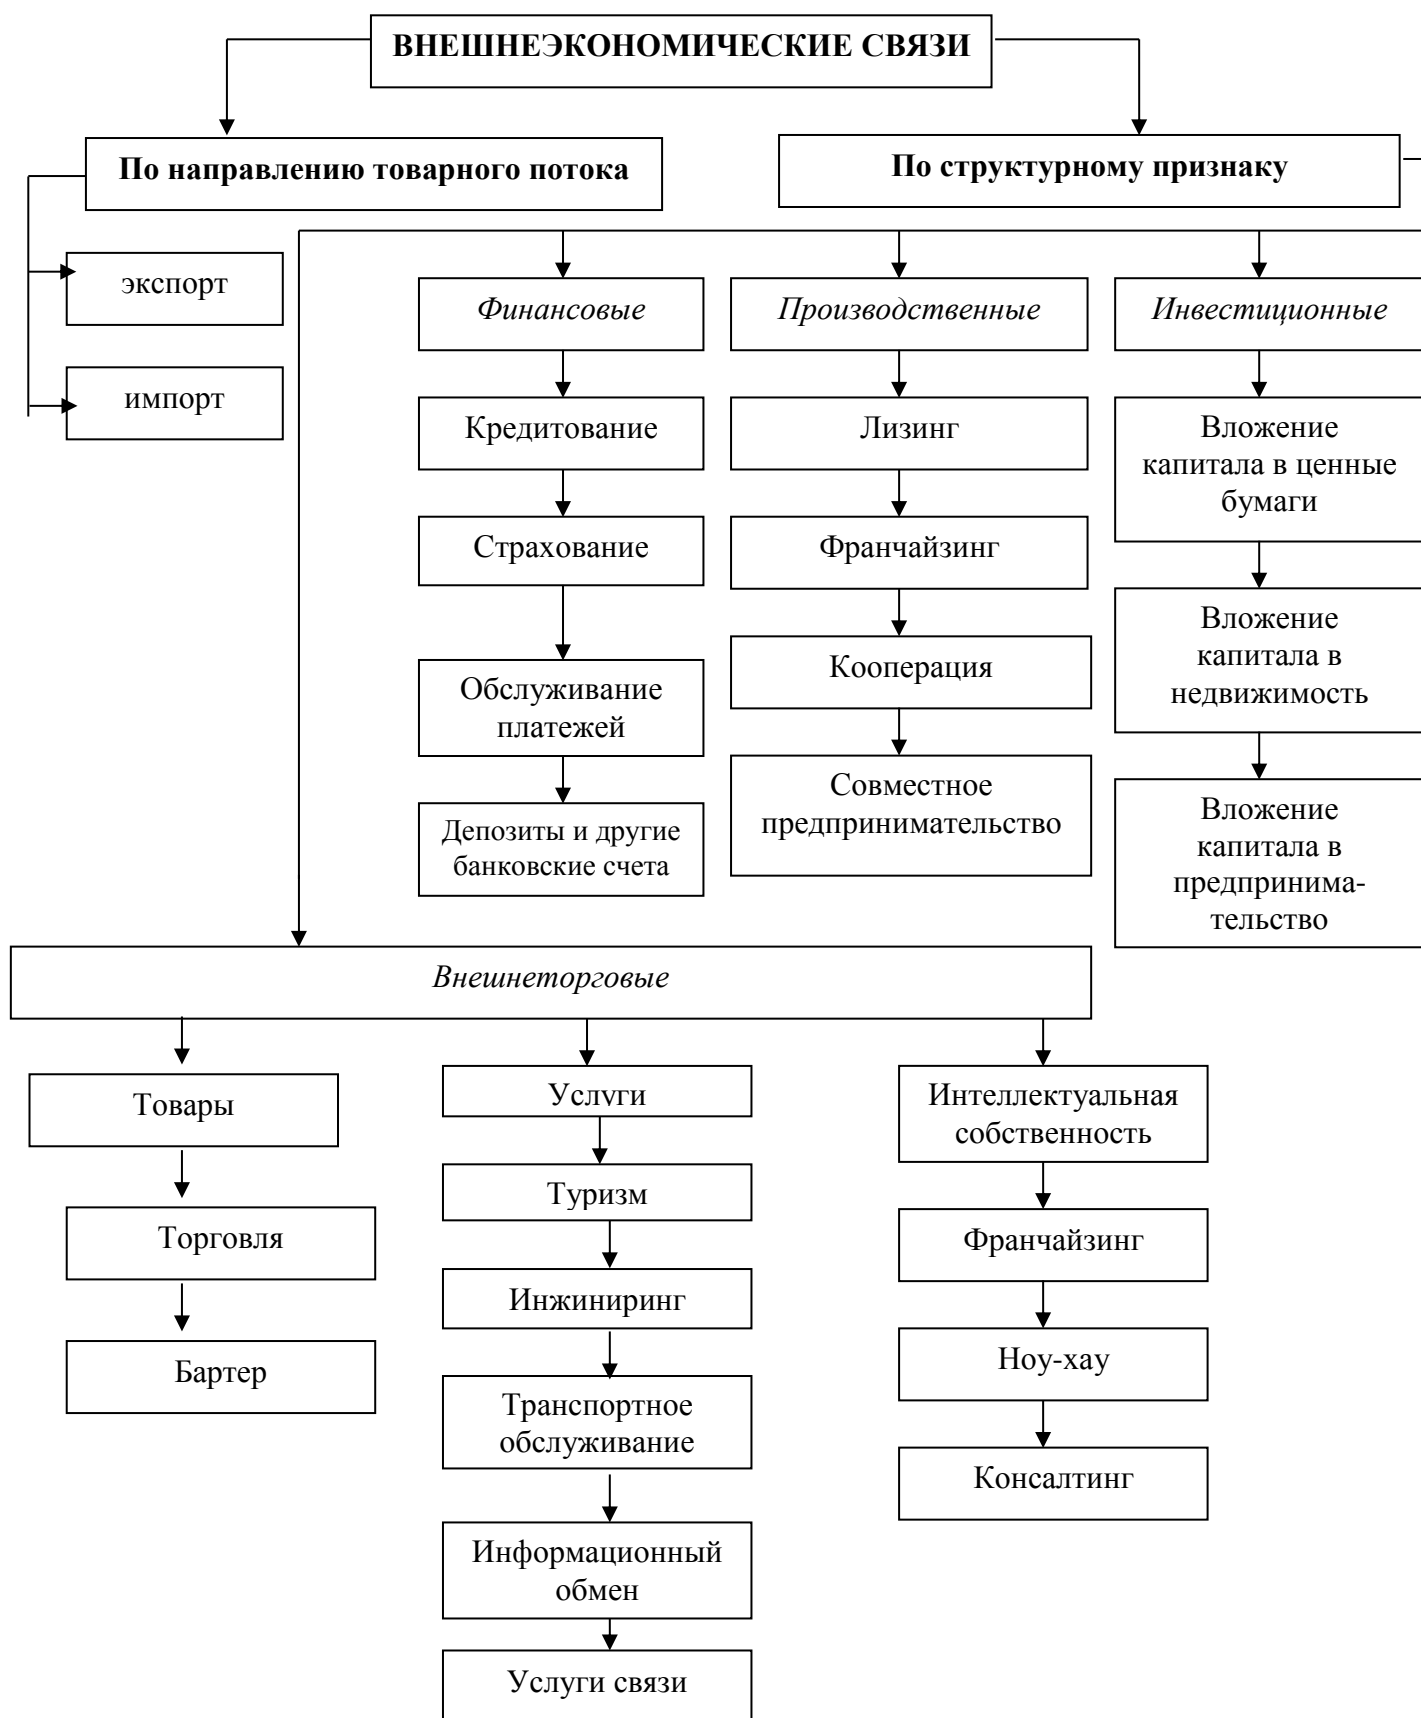 ВНЕШНЕЭКОНОМИЧЕСКИЕ СВЯЗИ
По направлению товарного потока
По структурному признаку
экспорт
импорт
Финансовые
Производственные
Инвестиционные
Кредитование
Лизинг
Вложение
капитала в ценные
бумаги
Страхование
Франчайзинг
Вложение
капитала в
недвижимость
Обслуживание
платежей
Кооперация
Депозиты и другие
банковские счета
Совместное
предпринимательство
Вложение
капитала в
предпринима-
тельство
Внешнеторговые
Товары
Услуги
Интеллектуальная
собственность
Торговля
Туризм
Франчайзинг
Бартер
Инжиниринг
Ноу-хау
Транспортное
обслуживание
Консалтинг
Информационный
обмен
Услуги связи